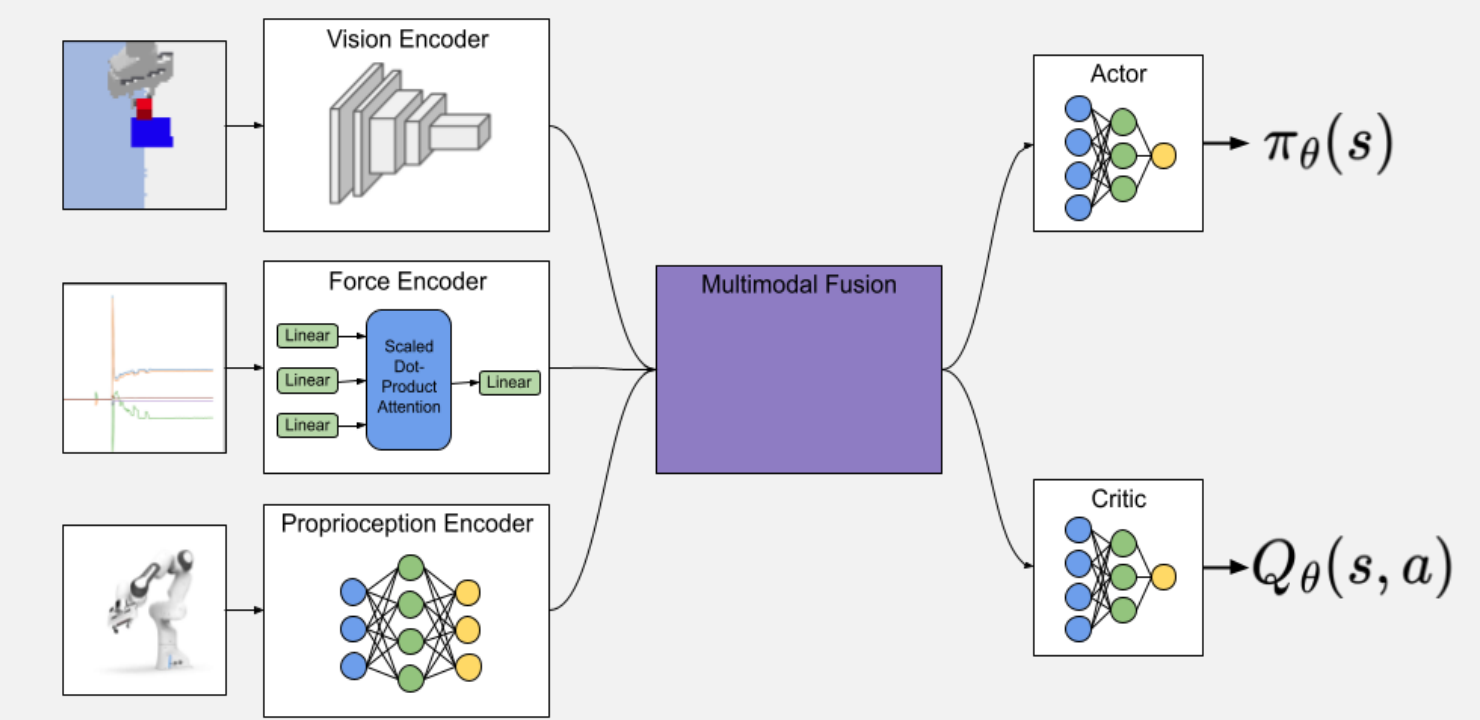 Vision Encoder
Force Encoder
Linear
Linear
Linear
Scaled
Dot-
Product
Attention
Linear
Proprioception Encoder
Multimodal Fusion
Actor
πθ(s)
Critic
Qθ(s, a)